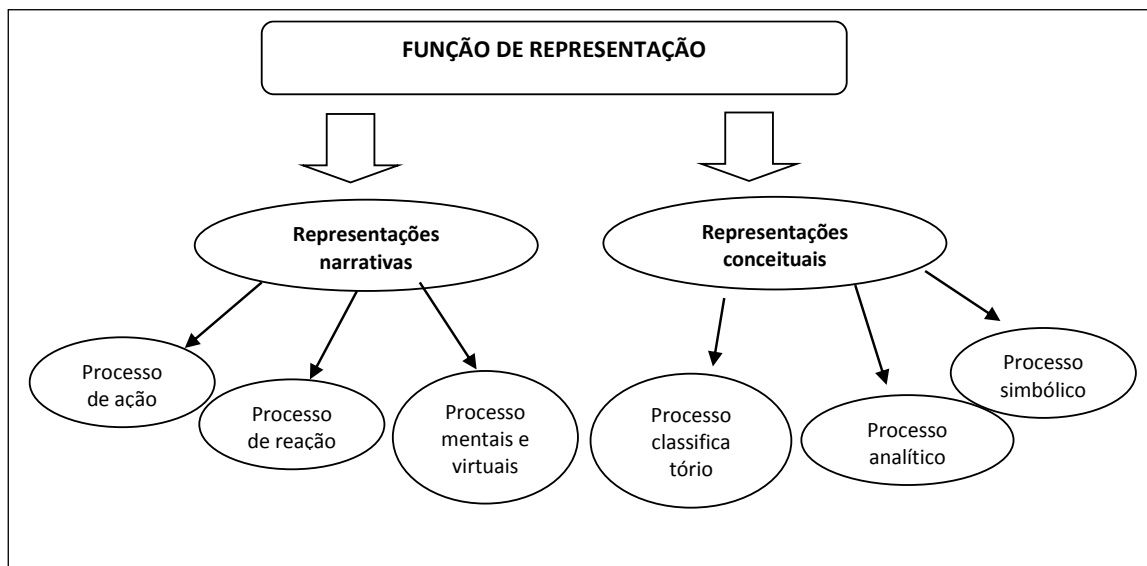 FUNÇÃO DE REPRESENTAÇÃO
Representações
narrativas
Representações
conceituais
Processo
de ação
Processo
de reação
Processo
mentais e
virtuais
Processo
classifica
tório
Processo
analítico
Processo
simbólico